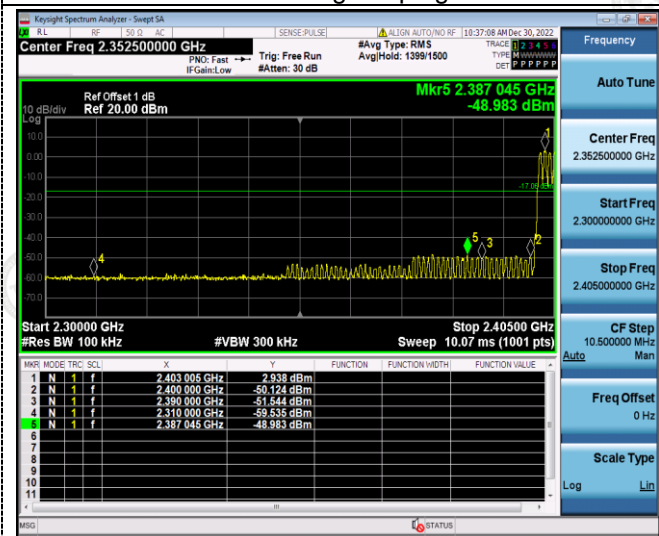 Keysight Spectrum Analyzer - Swept SA
RL RF 50 Ω AC SENSE:PULSE ALIGN AUTO/NO RF 10:37:08 AM Dec 30, 2022
Center Freq 2.352500000 GHz
PNO: Fast
IFGain:Low
Trig: Free Run
#Atten: 30 dB
#Avg Type: RMS
Avg|Hold: 1399/1500
TRACE 1 2 3 4 5 6
TYPE M
DET P P P P P P
10 dB/div
Log
Ref Offset 1 dB
Ref 20.00 dBm
Mkr5 2.387 045 GHz
-48.983 dBm
10.0
0.00
-10.0
-20.0
-30.0
-40.0
-50.0
-60.0
-70.0
1
2
3
4
5
Start 2.30000 GHz
Stop 2.40500 GHz
#Res BW 100 kHz #VBW 300 kHz Sweep 10.07 ms (1001 pts)
MKR MODE TRC SCL X Y FUNCTION FUNCTION WIDTH FUNCTION VALUE
1 N 1 f 2.403 005 GHz 2.938 dBm
2 N 1 f 2.400 000 GHz -50.124 dBm
3 N 1 f 2.390 000 GHz -51.544 dBm
4 N 1 f 2.310 000 GHz -59.535 dBm
5 N 1 f 2.387 045 GHz -48.983 dBm
6
7
8
9
10
11
MSG STATUS
Frequency
Auto Tune
Center Freq
2.352500000 GHz
Start Freq
2.300000000 GHz
Stop Freq
2.405000000 GHz
CF Step
10.500000 MHz
Auto Man
Freq Offset
0 Hz
Scale Type
Log Lin